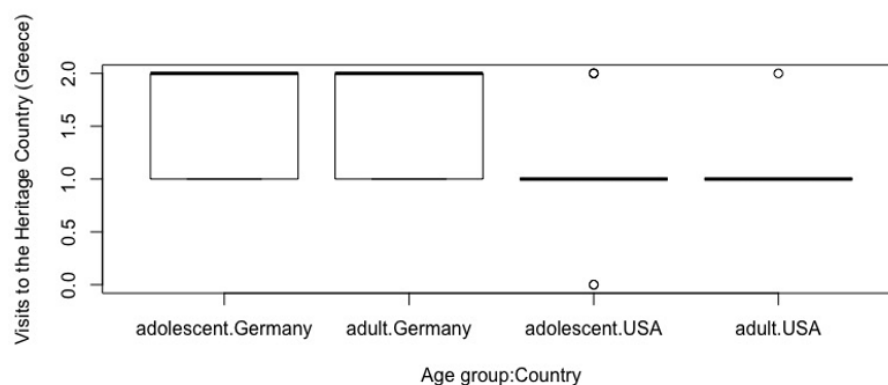 Visits to the Heritage Country (Greece)
2.0
1.5
1.0
0.5
0.0
adolescent.Germany adult.Germany adolescent.USA adult.USA
Age group:Country